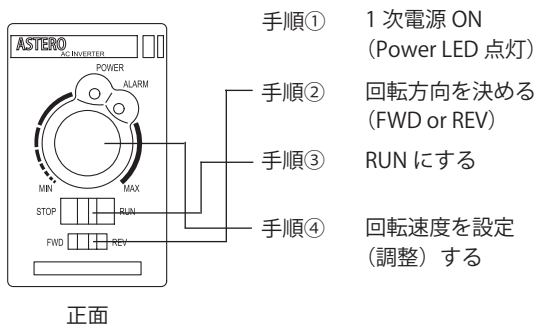 ASTERO
AC INVERTER
POWER
ALARM
MIN
MAX
STOP
RUN
FWD
REV
正面
手順① 1 次電源 ON
（Power LED 点灯）
手順② 回転方向を決める
（FWD or REV）
手順③ RUN にする
手順④ 回転速度を設定
（調整）する